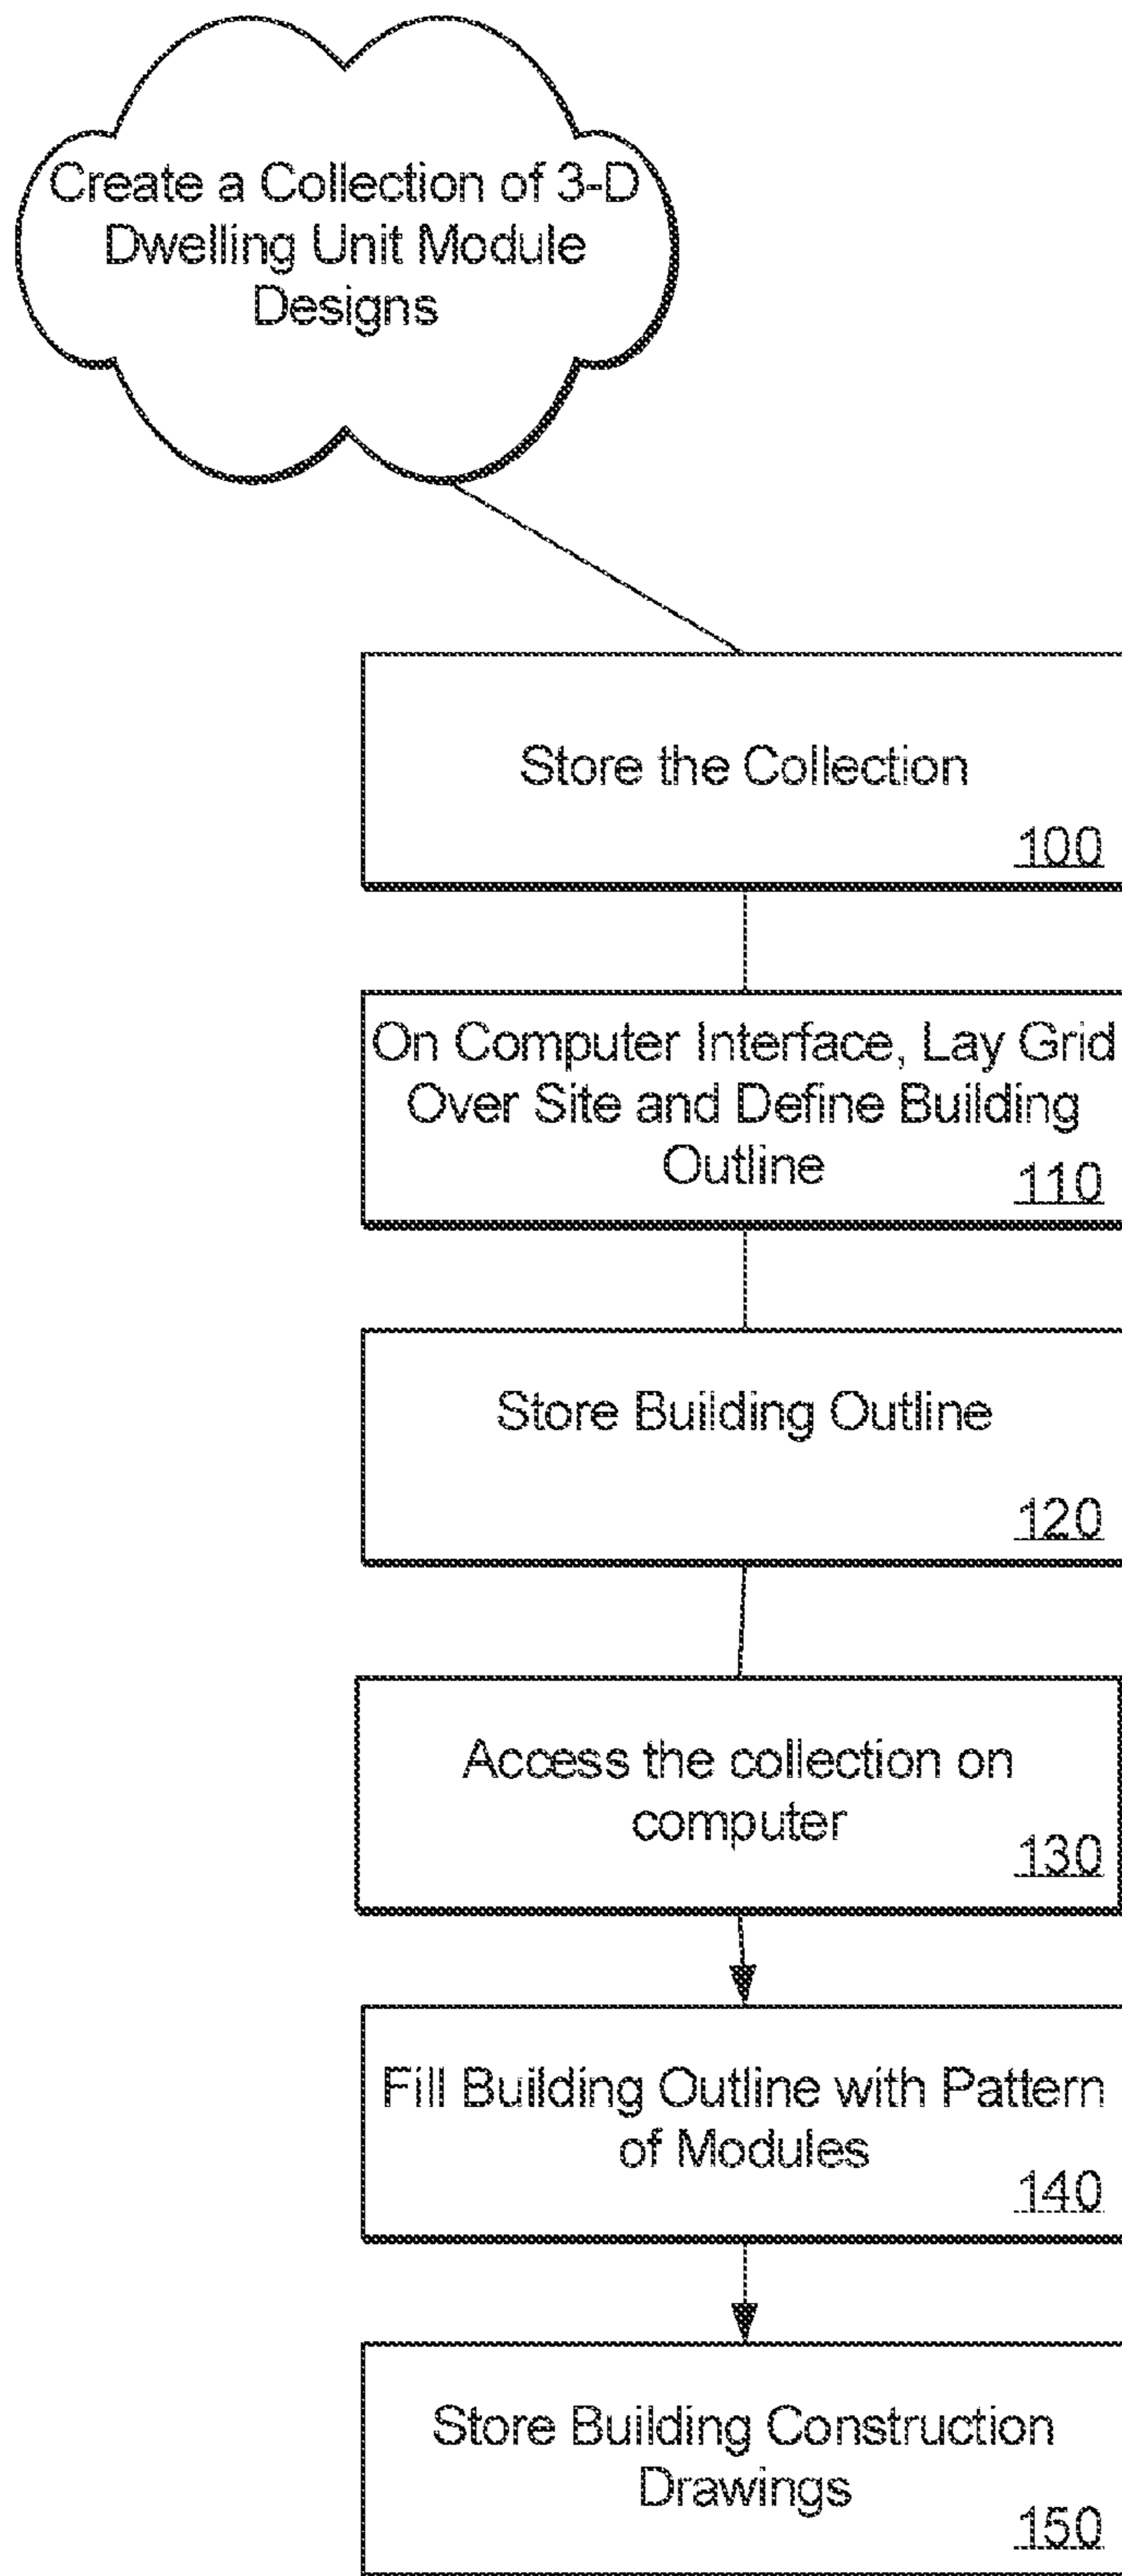 Create a Collection of 3-D
Dwelling Unit Module
Designs
Store the Collection
100
On Computer Interface, Lay Grid
Over Site and Define Building
Outline
110
Store Building Outline
120
Access the collection on
computer
130
Fill Building Outline with Pattern
of Modules
140
Store Building Construction
Drawings
150